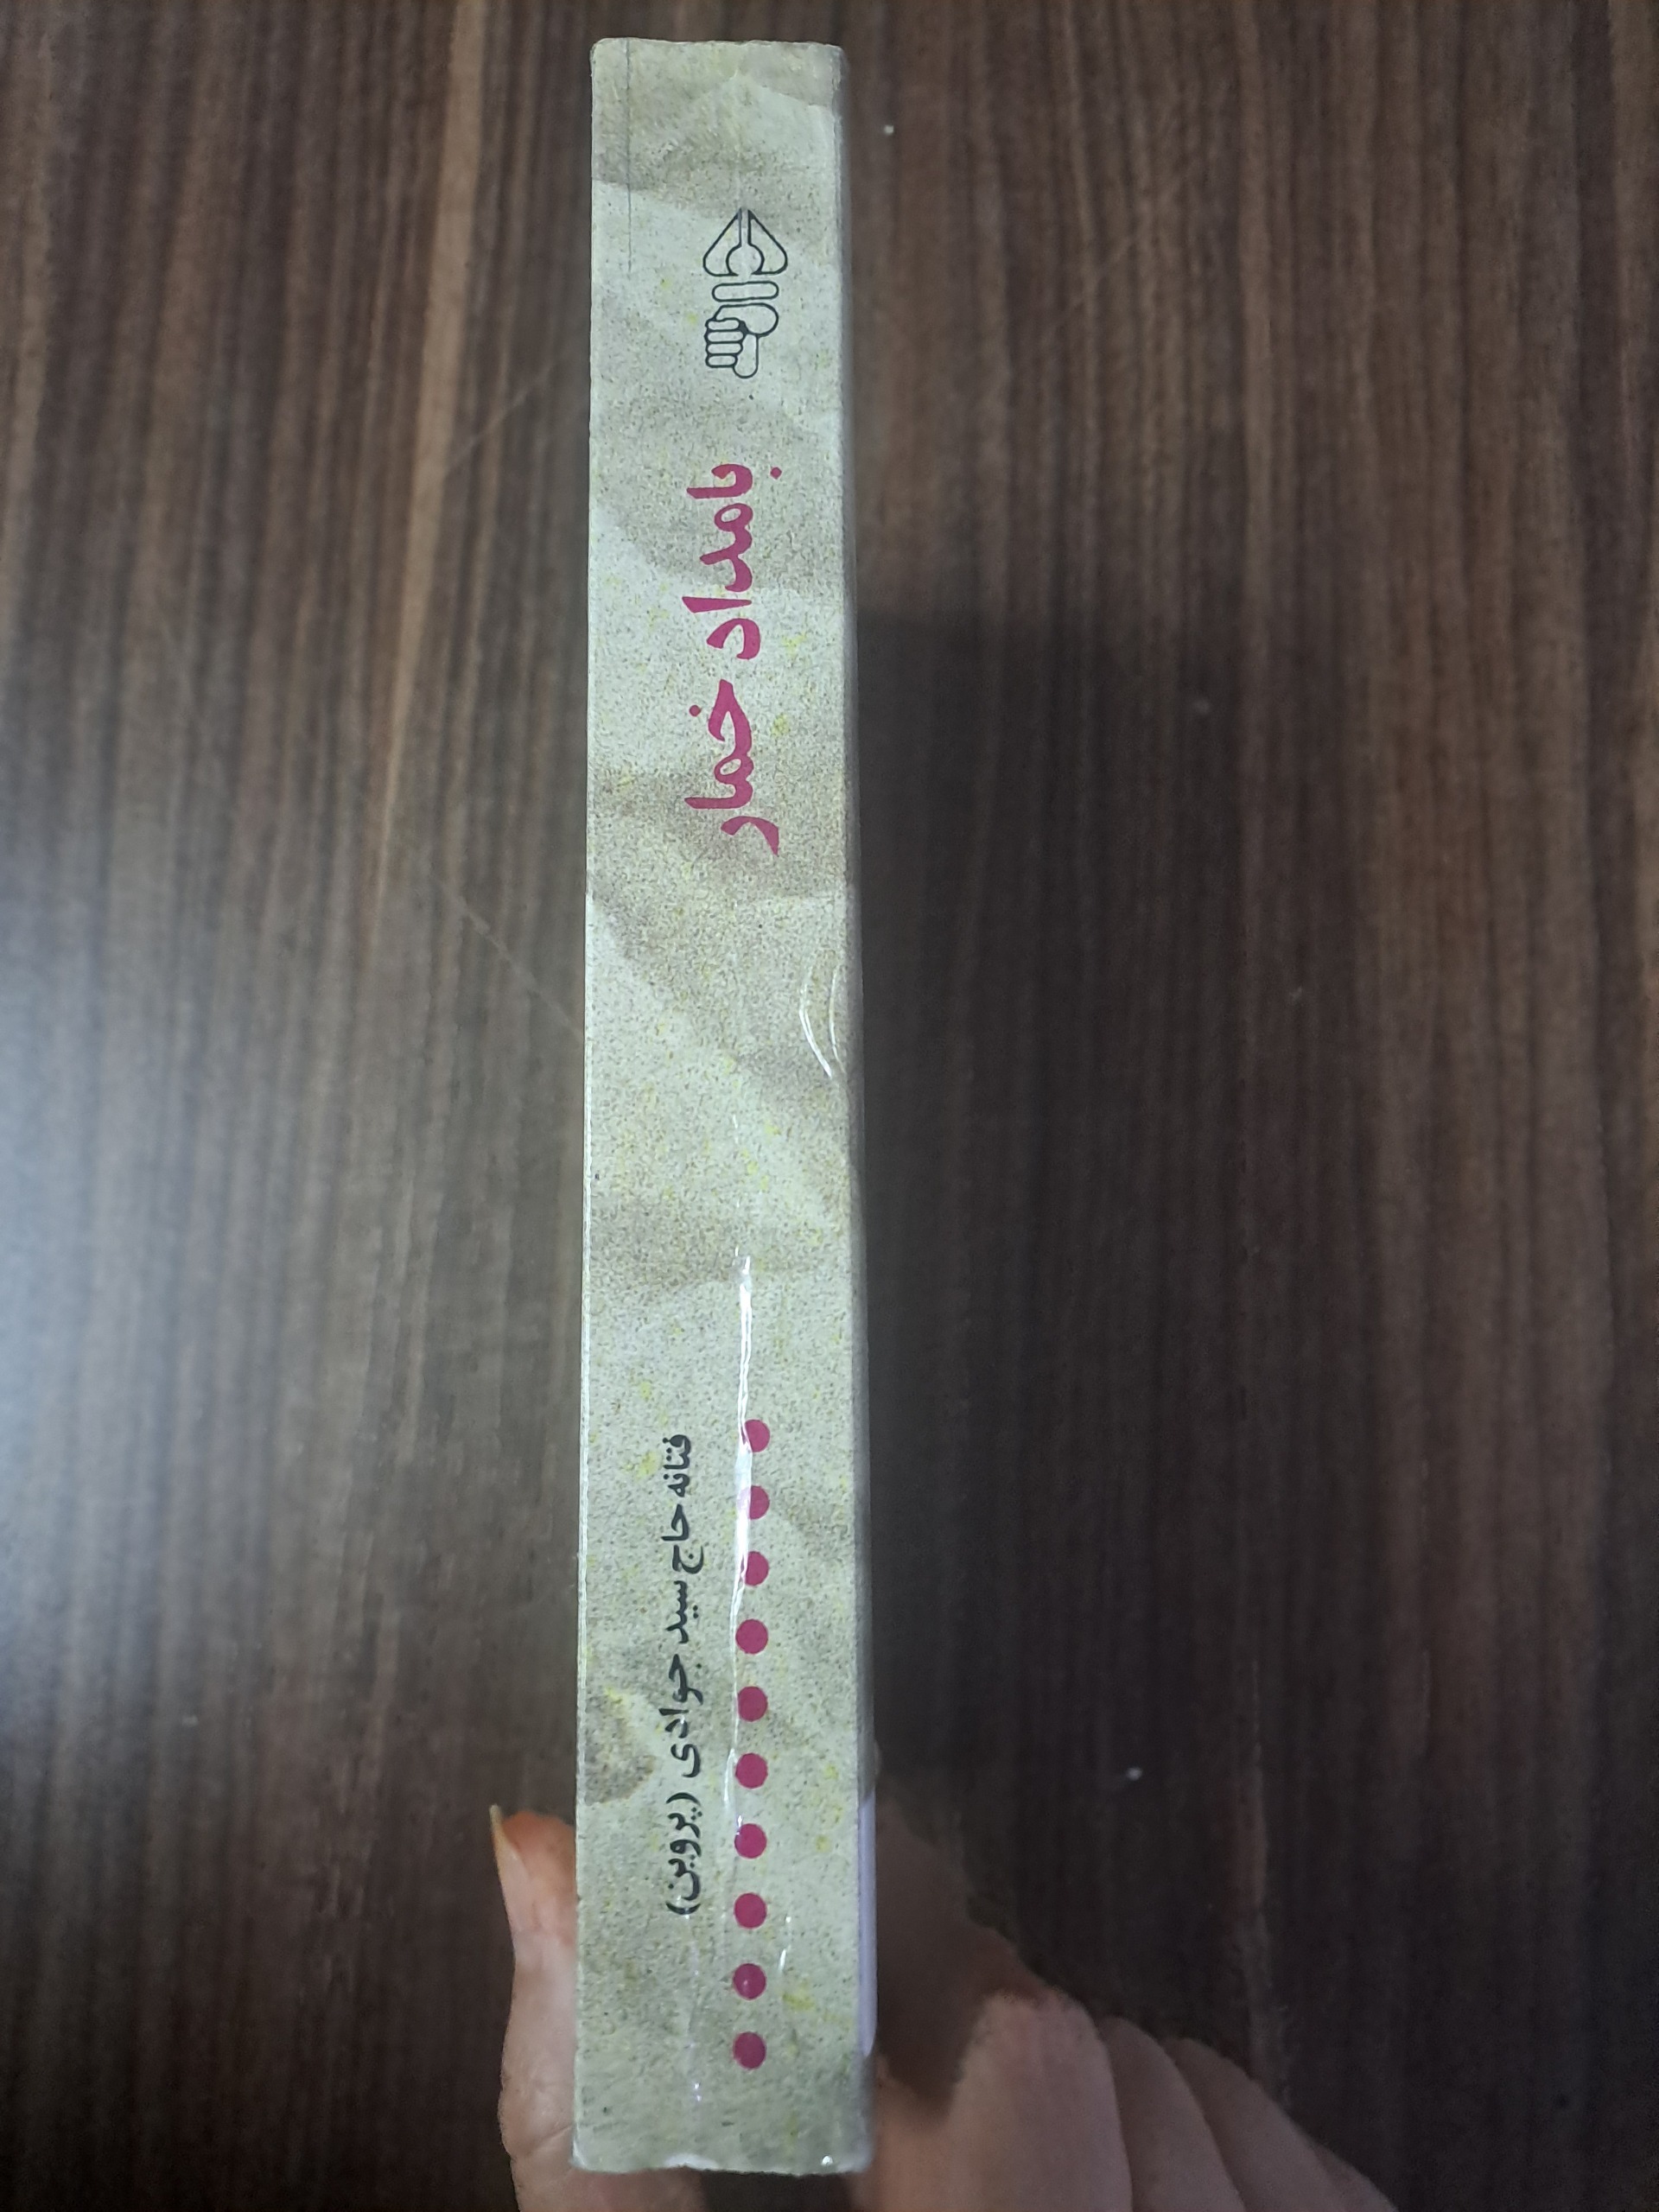 بامداد خمار
فتانه حاج سید جوادی (پروین)